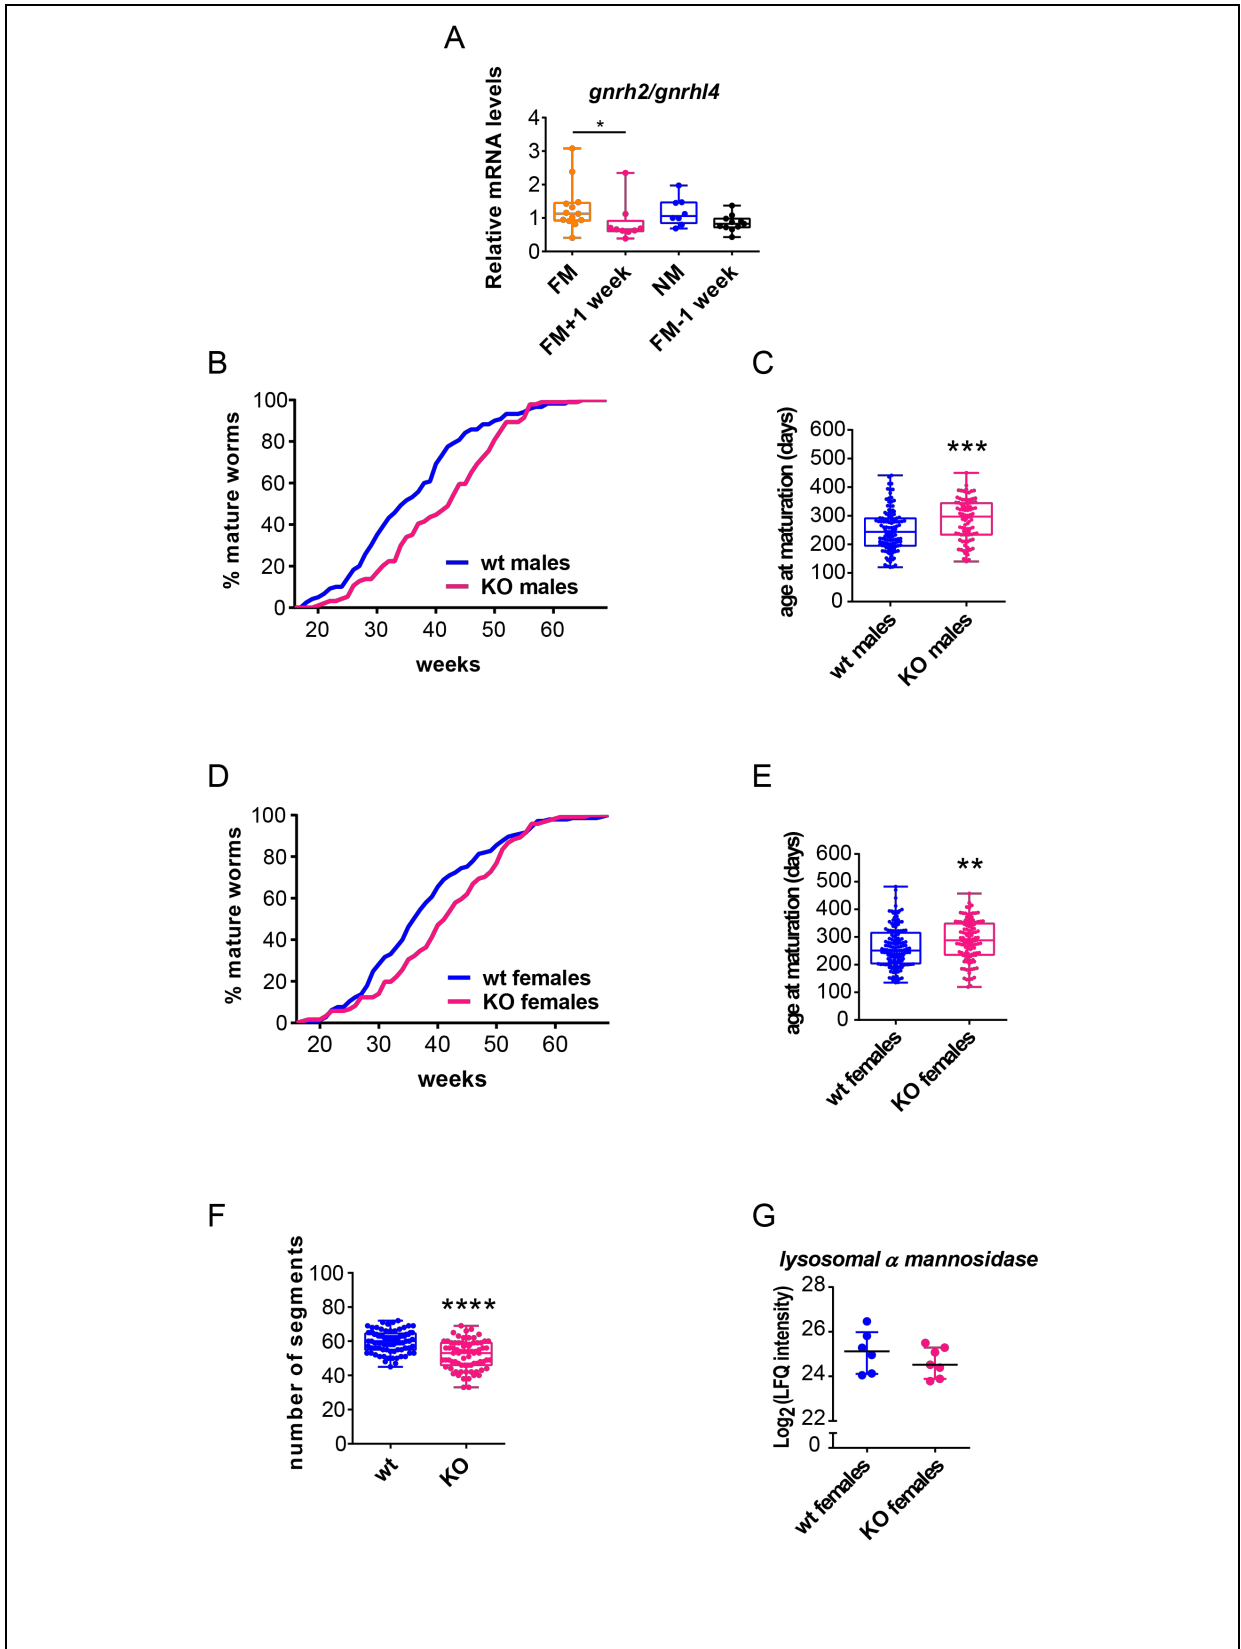 A
gnrh2/gnrhl4
Relative mRNA levels
4
3
2
1
0
*
FM
FM+1 week
NM
FM-1 week
B
% mature worms
100
80
60
40
20
0
wt males
KO males
20 30 40 50 60
weeks
C
age at maturation (days)
600
500
400
300
200
100
0
***
wt males
KO males
D
% mature worms
100
80
60
40
20
0
wt females
KO females
20 30 40 50 60
weeks
E
age at maturation (days)
600
500
400
300
200
100
0
**
wt females
KO females
F
number of segments
100
80
60
40
20
0
****
wt
KO
G
lysosomal α mannosidase
Log2 (LFQ intensity)
28
26
24
22
0
wt females
KO females